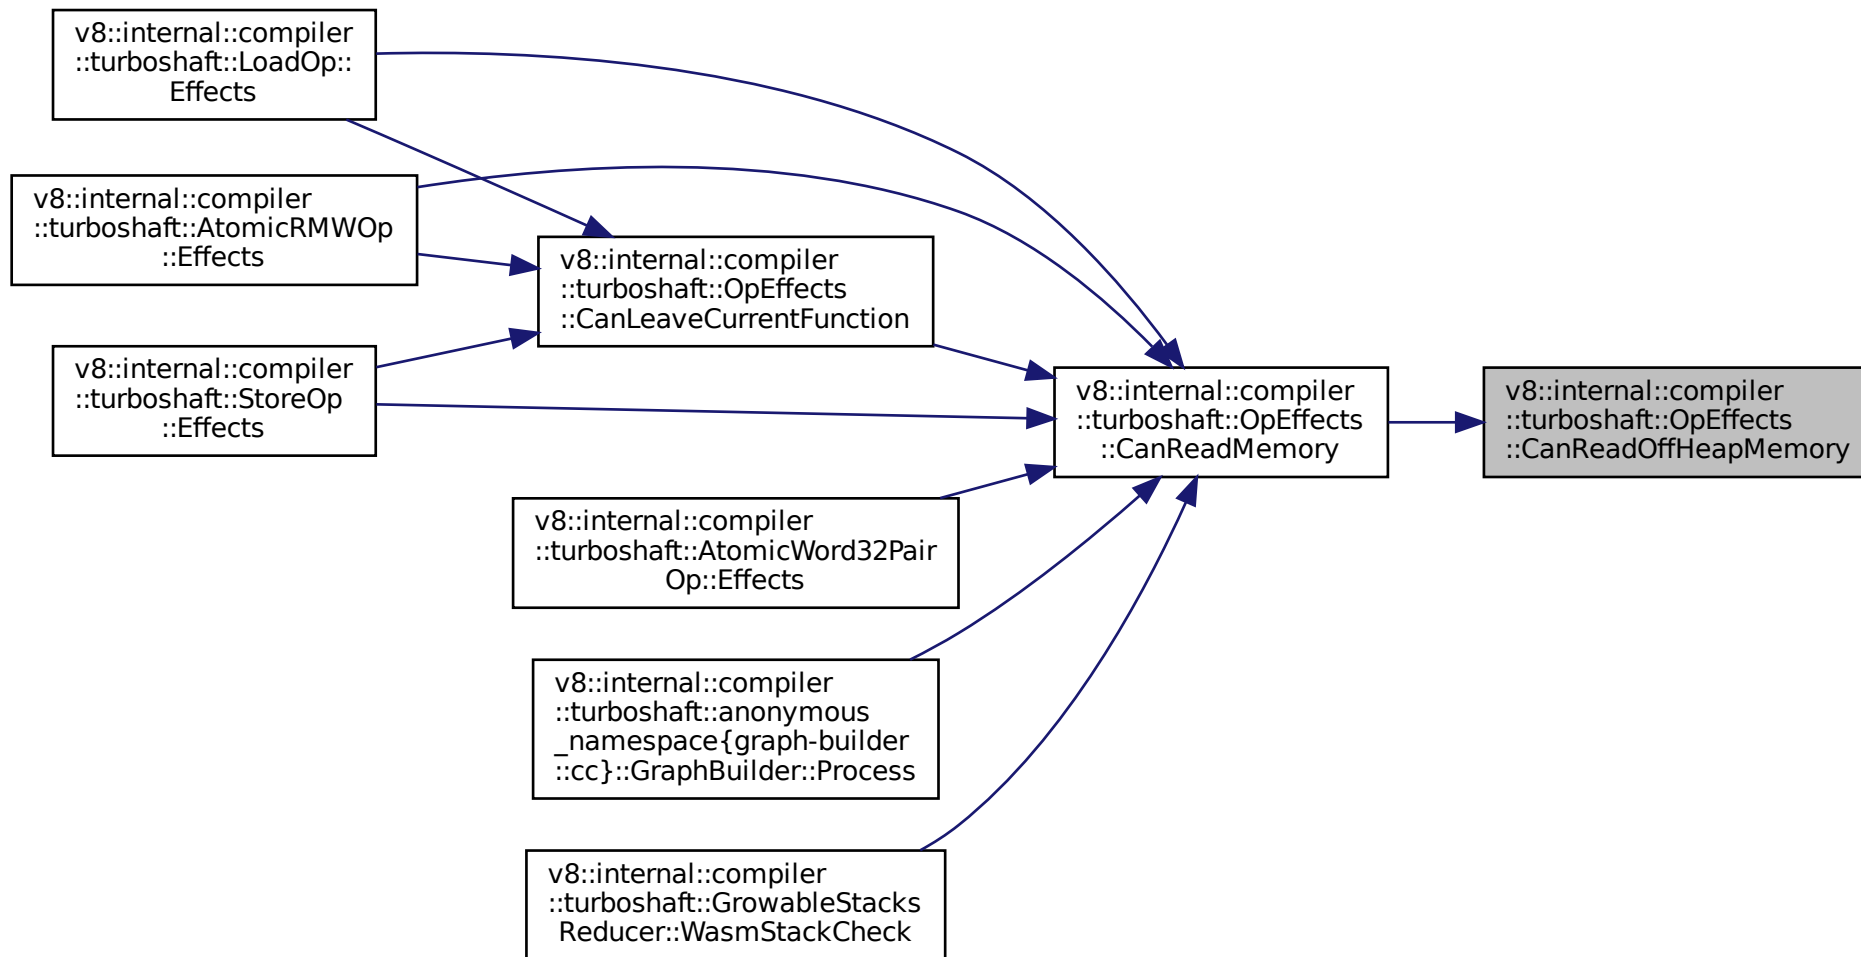 v8::internal::compiler
::turboshaft::LoadOp::
Effects
v8::internal::compiler
::turboshaft::AtomicRMWOp
::Effects
v8::internal::compiler
::turboshaft::StoreOp
::Effects
v8::internal::compiler
::turboshaft::OpEffects
::CanLeaveCurrentFunction
v8::internal::compiler
::turboshaft::AtomicWord32Pair
Op::Effects
v8::internal::compiler
::turboshaft::anonymous
_namespace{graph-builder
::cc}::GraphBuilder::Process
v8::internal::compiler
::turboshaft::GrowableStacks
Reducer::WasmStackCheck
v8::internal::compiler
::turboshaft::OpEffects
::CanReadMemory
v8::internal::compiler
::turboshaft::OpEffects
::CanReadOffHeapMemory